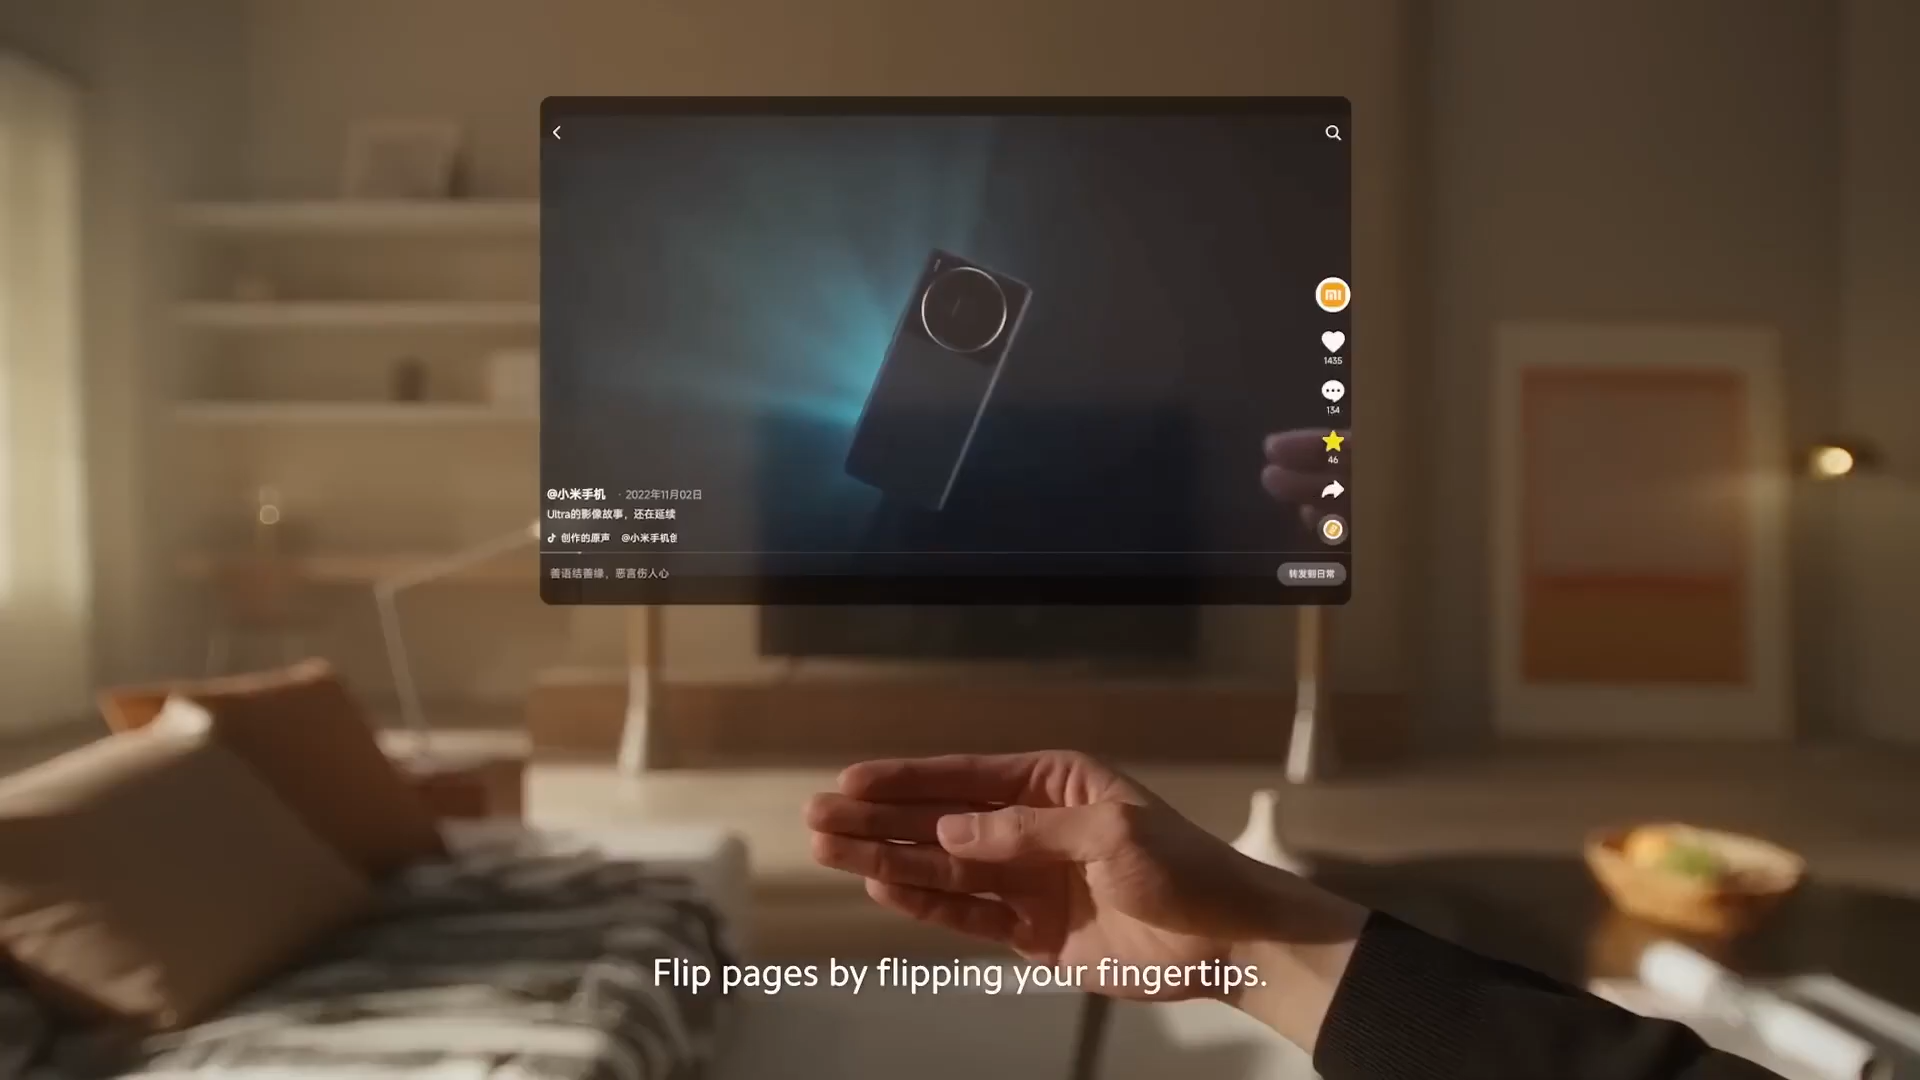 @小米手机 · 2022年11月02日
Ultra的影像故事，还在延续
创作的原声 @小米手机创
善语结善缘，恶言伤人心
转发到日常
1435
134
46
Flip pages by flipping your fingertips.